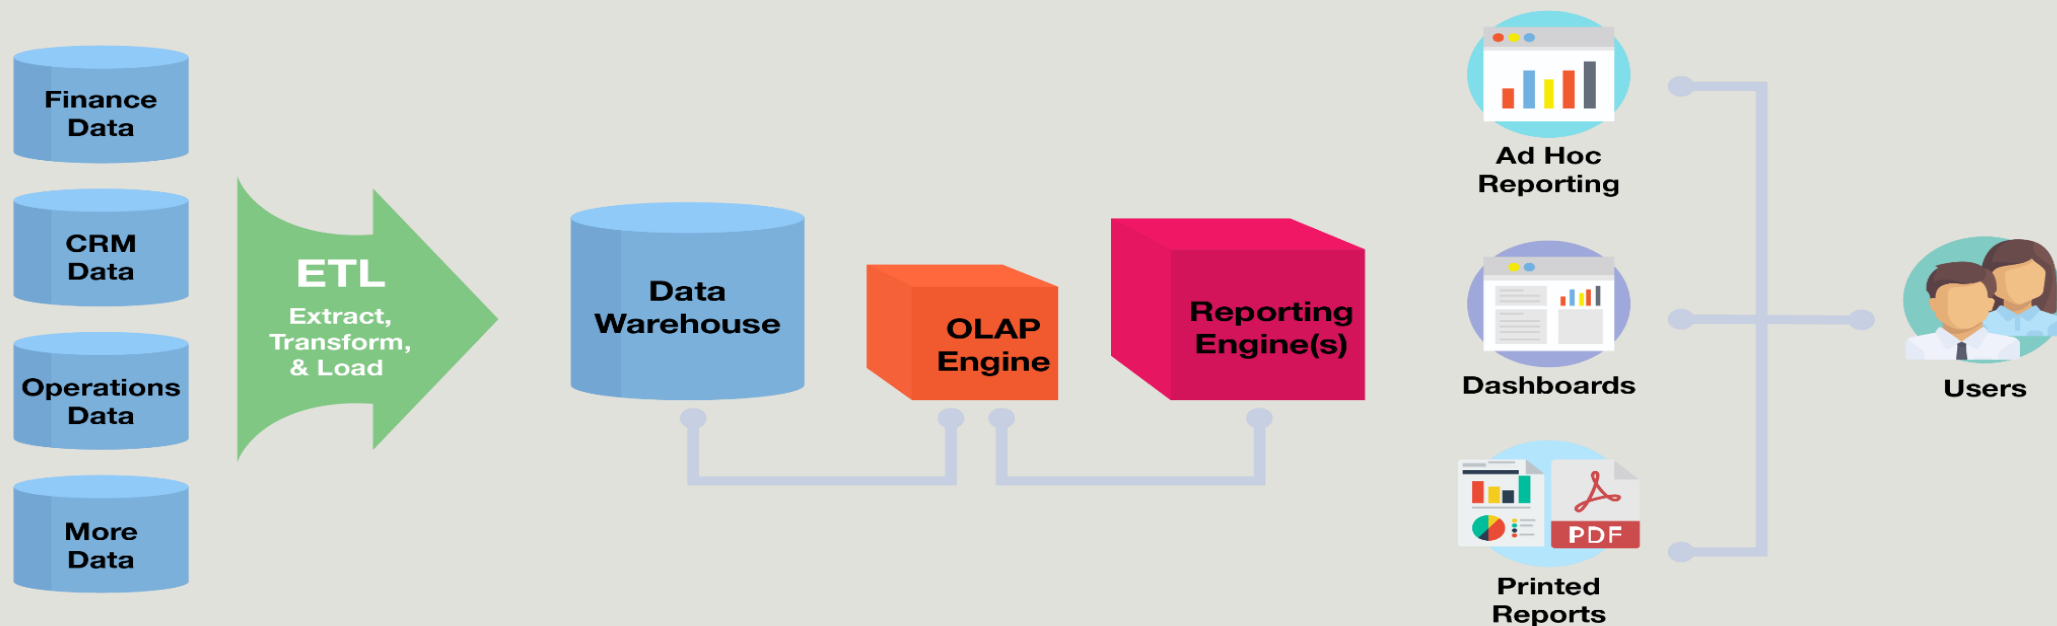 Finance
Data
CRM
Data
Operations
Data
More
Data
ETL
Extract,
Transform,
& Load
Data
Warehouse
OLAP
Engine
Reporting
Engine(s)
Ad Hoc
Reporting
Dashboards
PDF
Printed
Reports
Users